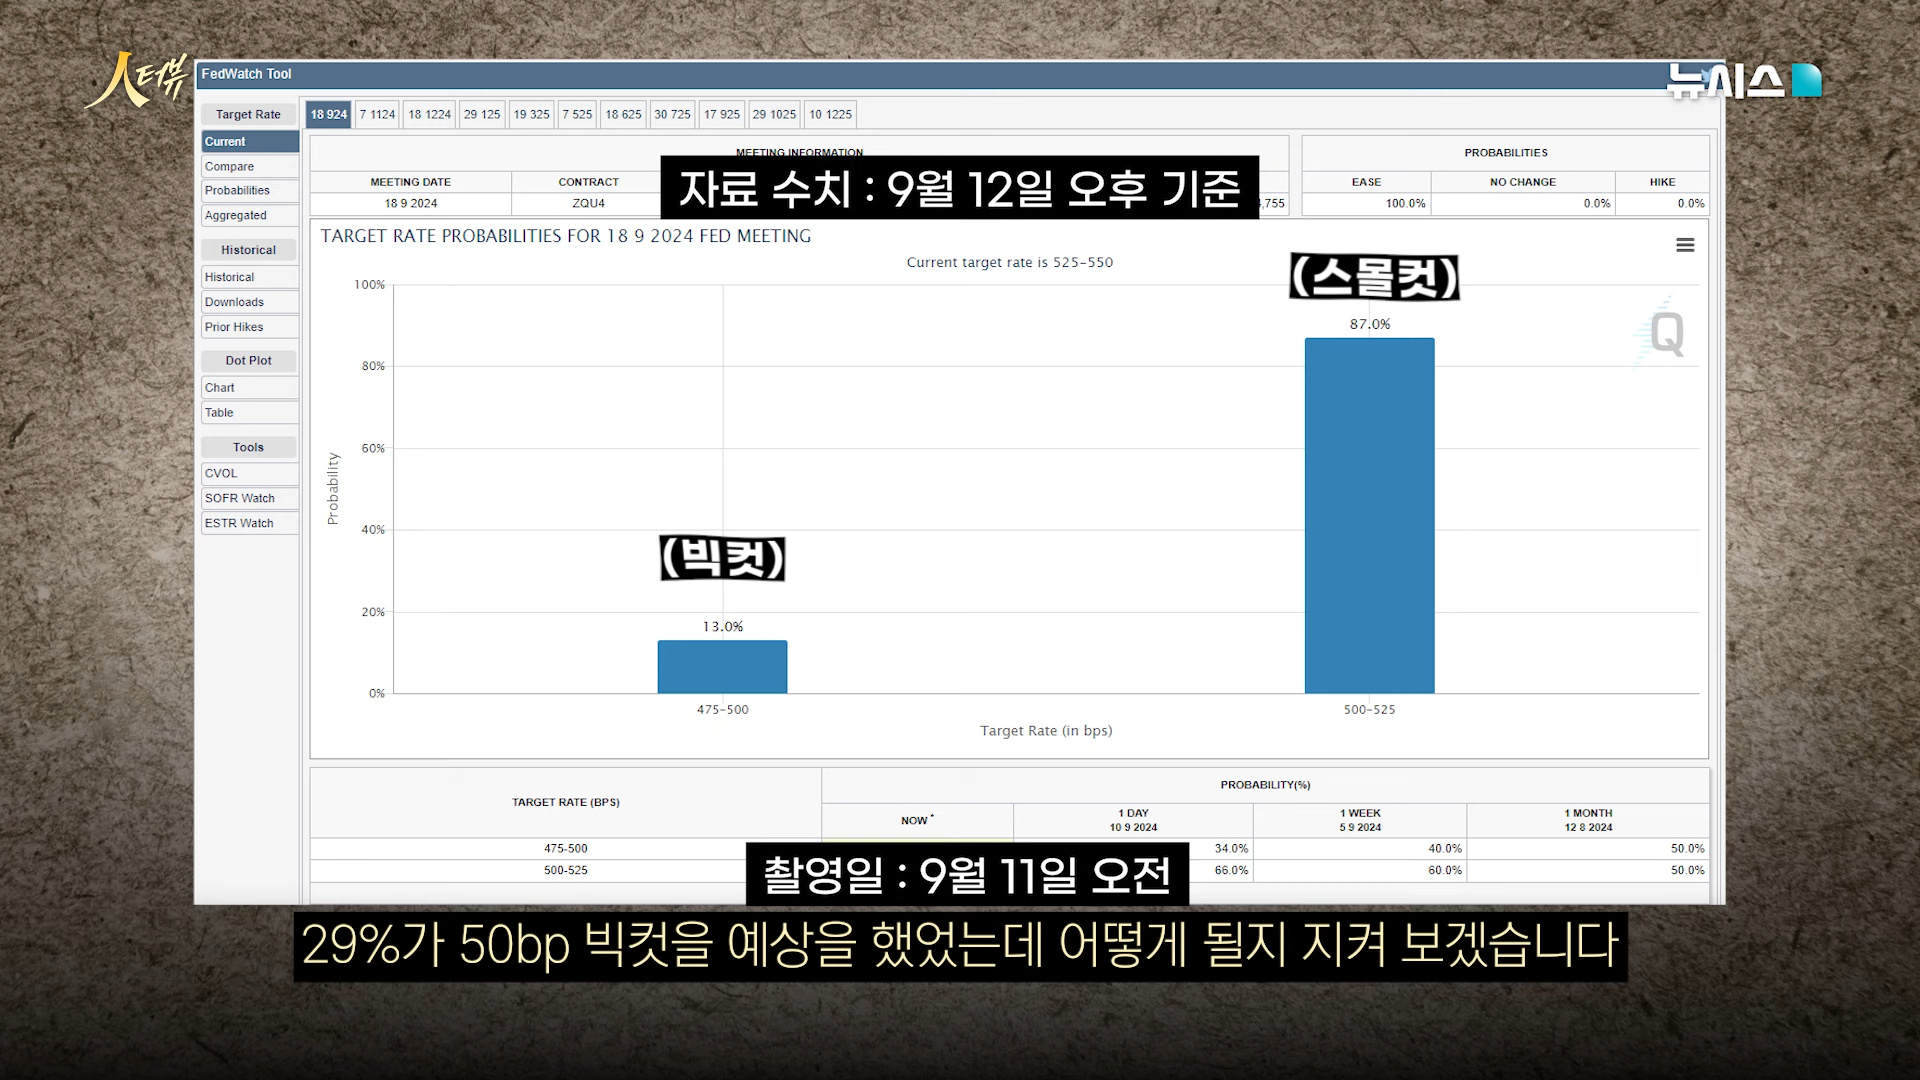 人터뷰
뉴시스
FedWatch Tool
Target Rate
Current
Compare
Probabilities
Aggregated
Historical
Historical
Downloads
Prior Hikes
Dot Plot
Chart
Table
Tools
CVOL
SOFR Watch
ESTR Watch
18 924 7 1124 18 1224 29 125 19 325 7 525 18 625 30 725 17 925 29 1025 10 1225
MEETING INFORMATION
MEETING DATE CONTRACT
18 9 2024 ZQU4 ,755
PROBABILITIES
EASE NO CHANGE HIKE
100.0% 0.0% 0.0%
자료 수치 : 9월 12일 오후 기준
TARGET RATE PROBABILITIES FOR 18 9 2024 FED MEETING
Current target rate is 525-550
(스몰컷)
(빅컷)
Q
Probability
100%
80%
60%
40%
20%
0%
13.0%
87.0%
475-500 500-525
Target Rate (in bps)
TARGET RATE (BPS) PROBABILITY(%)
NOW * 1 DAY 1 WEEK 1 MONTH
10 9 2024 5 9 2024 12 8 2024
475-500 34.0% 40.0% 50.0%
500-525 66.0% 60.0% 50.0%
촬영일 : 9월 11일 오전
29%가 50bp 빅컷을 예상을 했었는데 어떻게 될지 지켜 보겠습니다